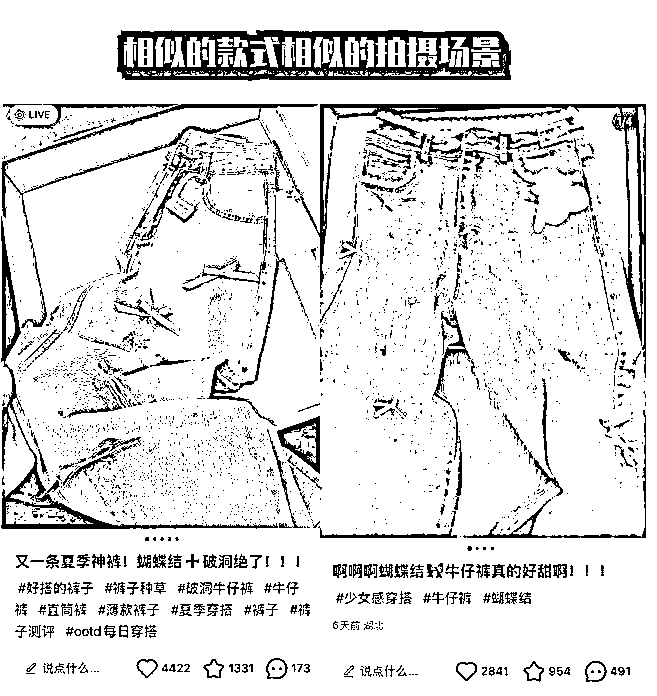 相似的款式相似的拍摄场景
LIVE
又一条夏季神裤！蝴蝶结＋破洞绝了！！！
#好搭的裤子 #裤子种草 #破洞牛仔裤 #牛仔
裤 #直筒裤 #薄款裤子 #夏季穿搭 #裤子 #裤
子测评 #ootd每日穿搭
说点什么... 4422 1331 173
啊啊啊蝴蝶结牛仔裤真的好甜啊！！！
#少女感穿搭 #牛仔裤 #蝴蝶结
6天前 湖北
说点什么... 2841 954 491